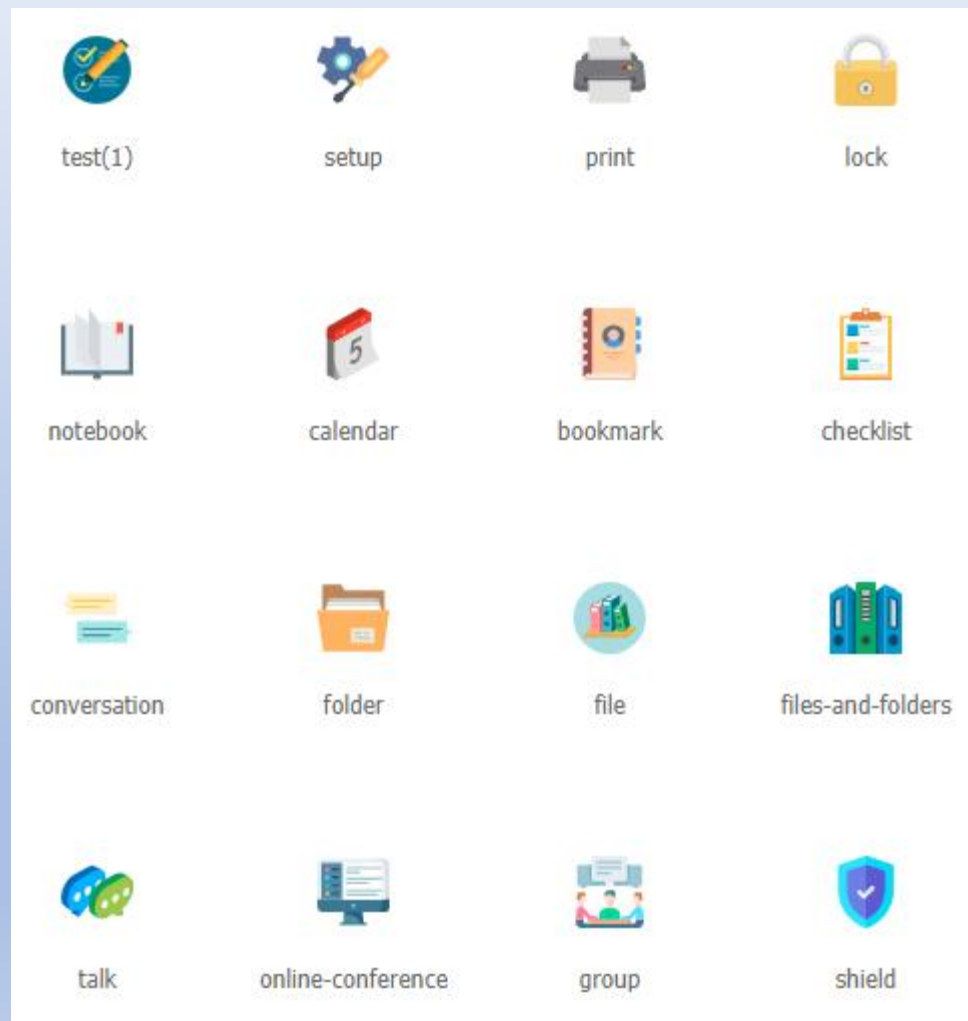 test(1) setup print lock
5
notebook calendar bookmark checklist
conversation folder file files-and-folders
talk online-conference group shield